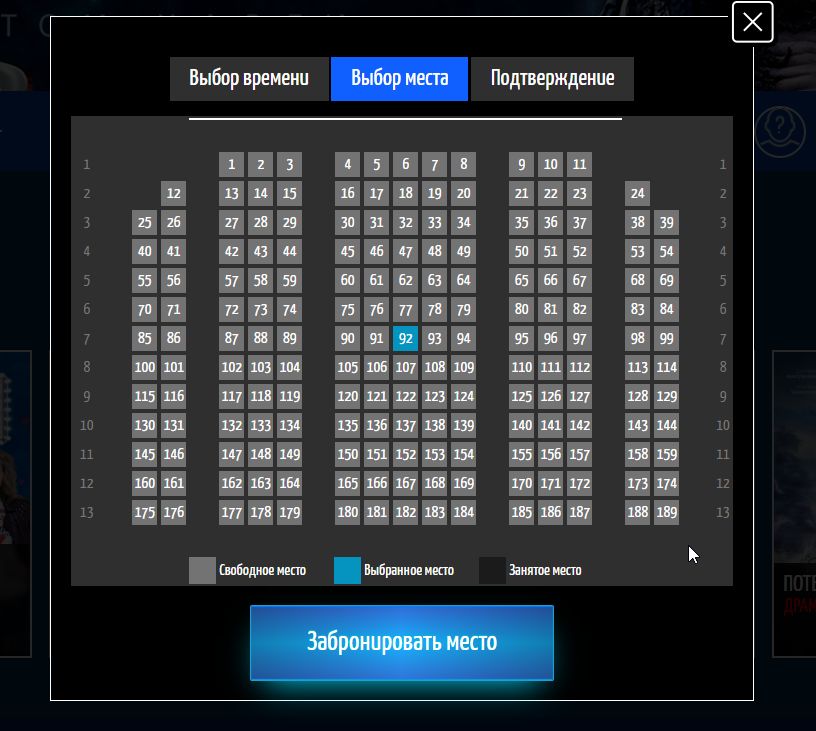 Выбор времени Выбор места Подтверждение
1 1 2 3 4 5 6 7 8 9 10 11 1
2 12 13 14 15 16 17 18 19 20 21 22 23 24 2
3 25 26 27 28 29 30 31 32 33 34 35 36 37 38 39 3
4 40 41 42 43 44 45 46 47 48 49 50 51 52 53 54 4
5 55 56 57 58 59 60 61 62 63 64 65 66 67 68 69 5
6 70 71 72 73 74 75 76 77 78 79 80 81 82 83 84 6
7 85 86 87 88 89 90 91 92 93 94 95 96 97 98 99 7
8 100 101 102 103 104 105 106 107 108 109 110 111 112 113 114 8
9 115 116 117 118 119 120 121 122 123 124 125 126 127 128 129 9
10 130 131 132 133 134 135 136 137 138 139 140 141 142 143 144 10
11 145 146 147 148 149 150 151 152 153 154 155 156 157 158 159 11
12 160 161 162 163 164 165 166 167 168 169 170 171 172 173 174 12
13 175 176 177 178 179 180 181 182 183 184 185 186 187 188 189 13
Свободное место Выбранное место Занятое место
Забронировать место